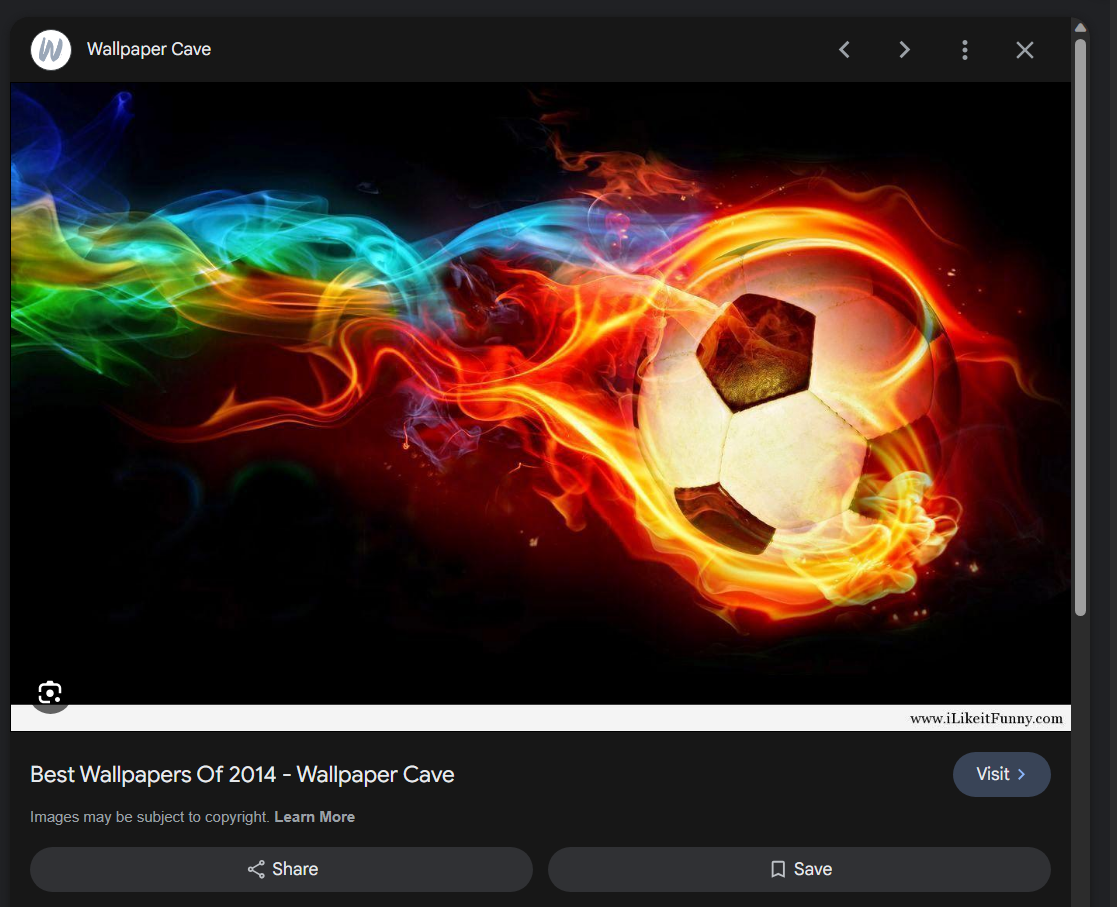 Wallpaper Cave
www.iLikeitFunny.com
Best Wallpapers Of 2014 - Wallpaper Cave
Visit
Images may be subject to copyright. Learn More
Share
Save